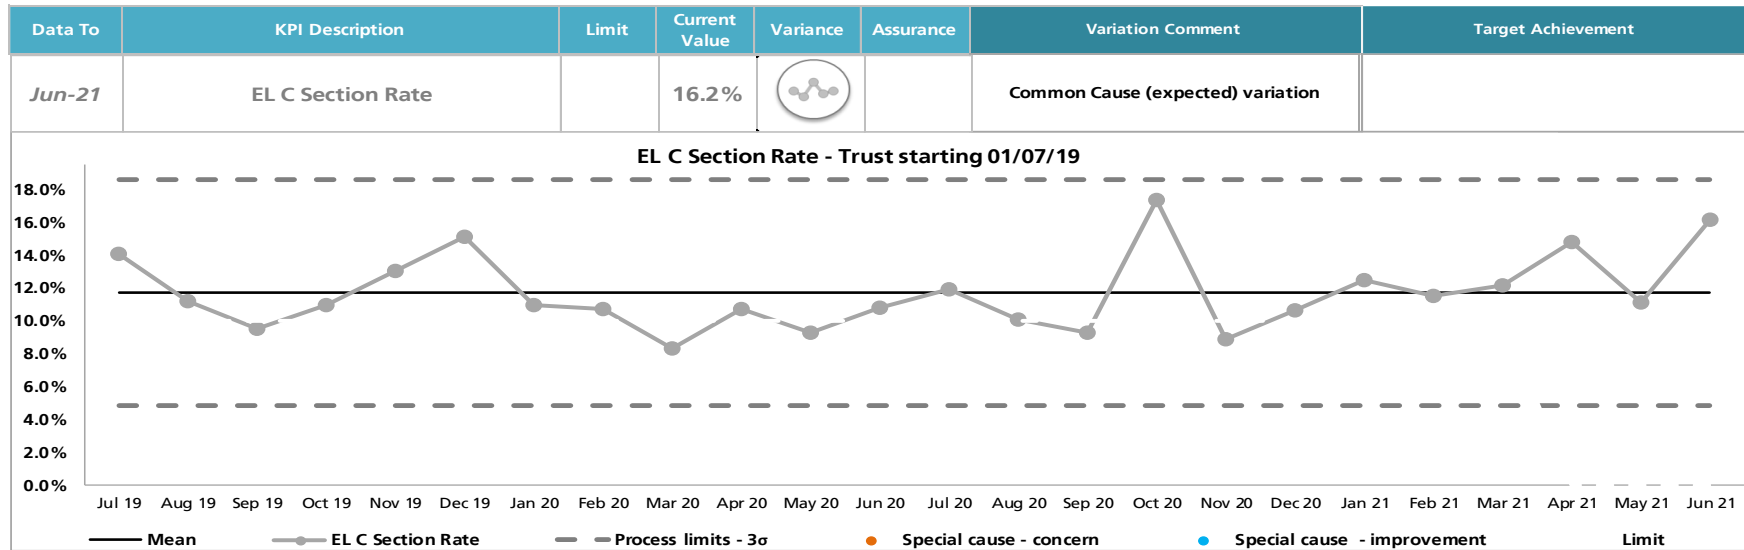 Data To KPI Description Limit Current Value Variance Assurance Variation Comment Target Achievement
Jun-21 EL C Section Rate 16.2% Common Cause (expected) variation
EL C Section Rate - Trust starting 01/07/19
18.0%
16.0%
14.0%
12.0%
10.0%
8.0%
6.0%
4.0%
2.0%
0.0%
Jul 19 Aug 19 Sep 19 Oct 19 Nov 19 Dec 19 Jan 20 Feb 20 Mar 20 Apr 20 May 20 Jun 20 Jul 20 Aug 20 Sep 20 Oct 20 Nov 20 Dec 20 Jan 21 Feb 21 Mar 21 Apr 21 May 21 Jun 21
Mean EL C Section Rate Process limits - 3σ Special cause - concern Special cause - improvement Limit